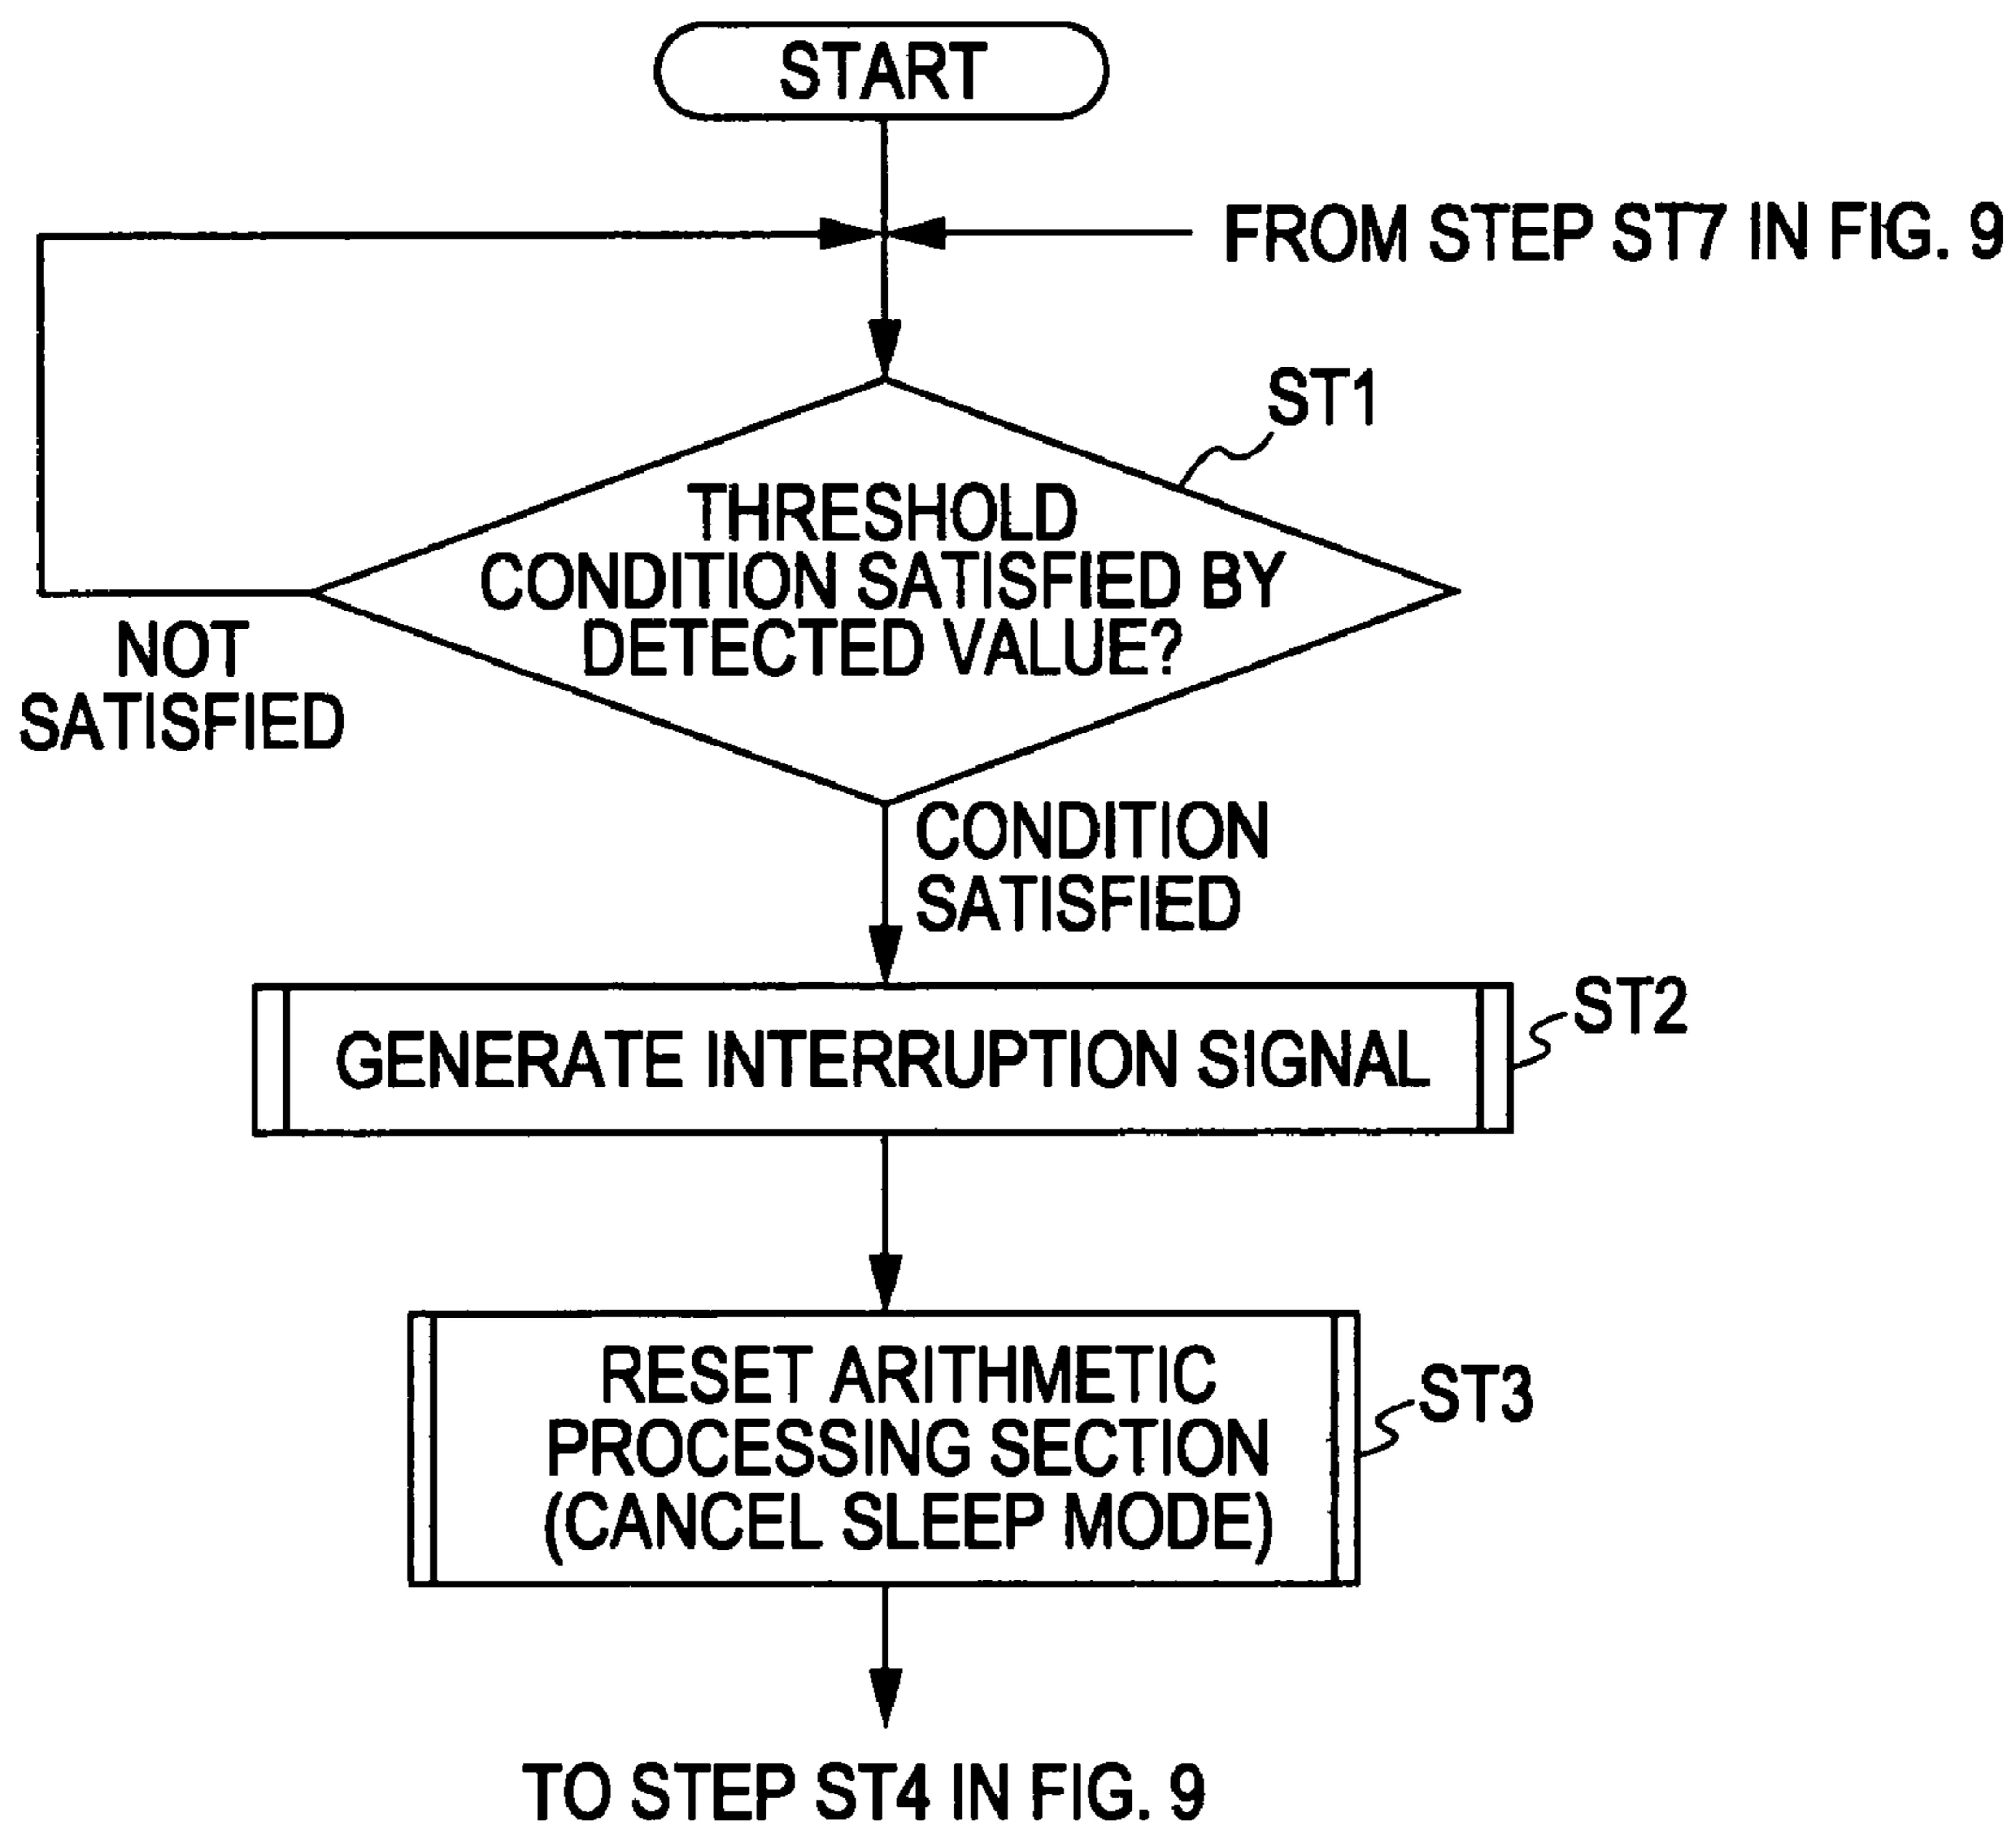 START
FROM STEP ST7 IN FIG. 9
ST1
THRESHOLD
CONDITION SATISFIED BY
DETECTED VALUE?
NOT
SATISFIED
CONDITION
SATISFIED
GENERATE INTERRUPTION SIGNAL
ST2
RESET ARITHMETIC
PROCESSING SECTION
(CANCEL SLEEP MODE)
ST3
TO STEP ST4 IN FIG. 9